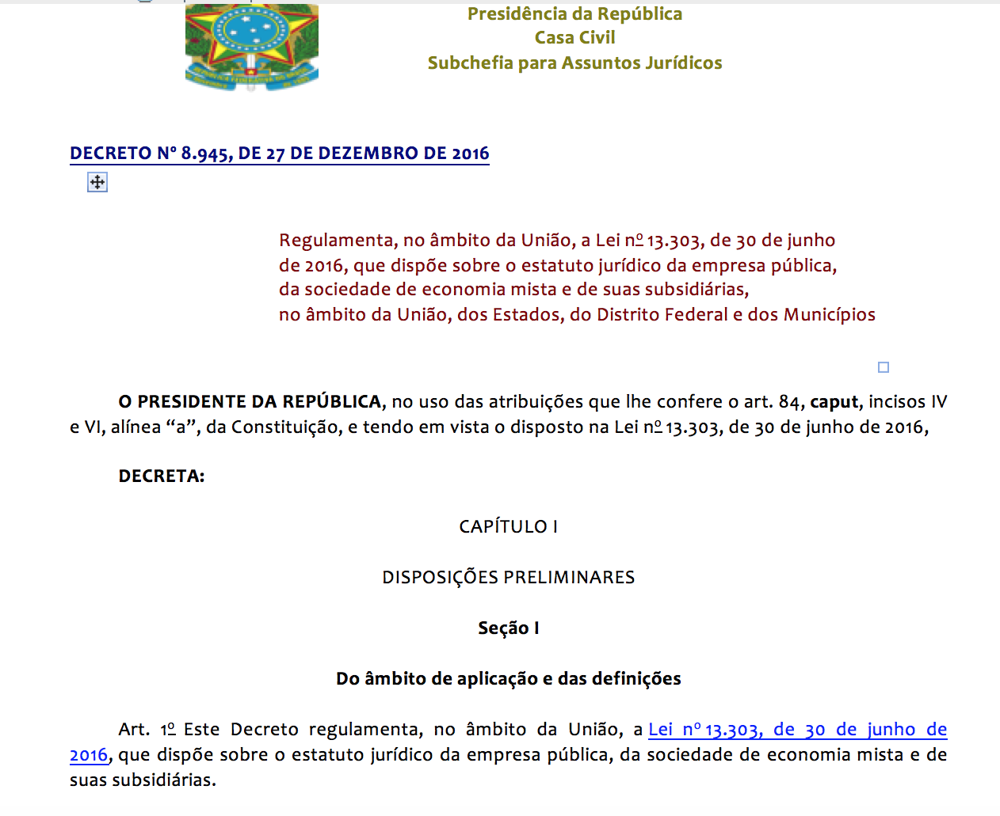 Presidência da República
Casa Civil
Subchefia para Assuntos Jurídicos
DECRETO Nº 8.945, DE 27 DE DEZEMBRO DE 2016
Regulamenta, no âmbito da União, a Lei nº 13.303, de 30 de junho
de 2016, que dispõe sobre o estatuto jurídico da empresa pública,
da sociedade de economia mista e de suas subsidiárias,
no âmbito da União, dos Estados, do Distrito Federal e dos Municípios
O PRESIDENTE DA REPÚBLICA, no uso das atribuições que lhe confere o art. 84, caput, incisos IV
e VI, alínea “a”, da Constituição, e tendo em vista o disposto na Lei nº 13.303, de 30 de junho de 2016,
DECRETA:
CAPÍTULO I
DISPOSIÇÕES PRELIMINARES
Seção I
Do âmbito de aplicação e das definições
Art. 1º Este Decreto regulamenta, no âmbito da União, a Lei nº 13.303, de 30 de junho de
2016, que dispõe sobre o estatuto jurídico da empresa pública, da sociedade de economia mista e de
suas subsidiárias.